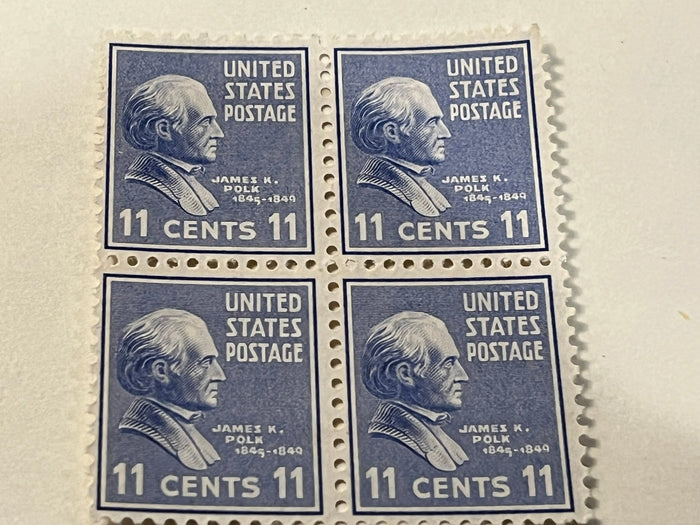 UNITED
STATES
POSTAGE
JAMES K.
POLK
1845-1849
11 CENTS 11
UNITED
STATES
POSTAGE
JAMES K.
POLK
1845-1849
11 CENTS 11
UNITED
STATES
POSTAGE
JAMES K.
POLK
1845-1849
11 CENTS 11
UNITED
STATES
POSTAGE
JAMES K.
POLK
1845-1849
11 CENTS 11